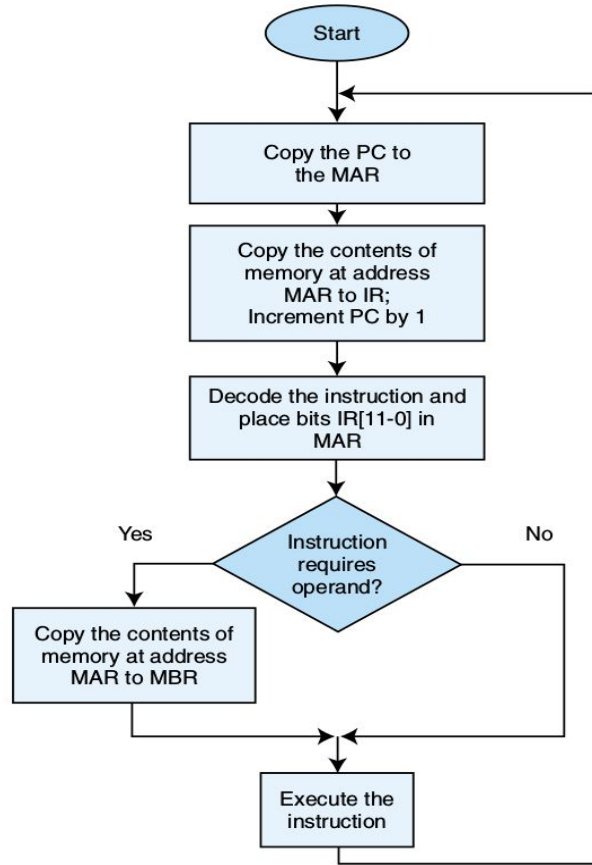 Start
Copy the PC to
the MAR
Copy the contents of
memory at address
MAR to IR;
Increment PC by 1
Decode the instruction and
place bits IR[11-0] in
MAR
Yes
No
Instruction
requires
operand?
Copy the contents of
memory at address
MAR to MBR
Execute the
instruction